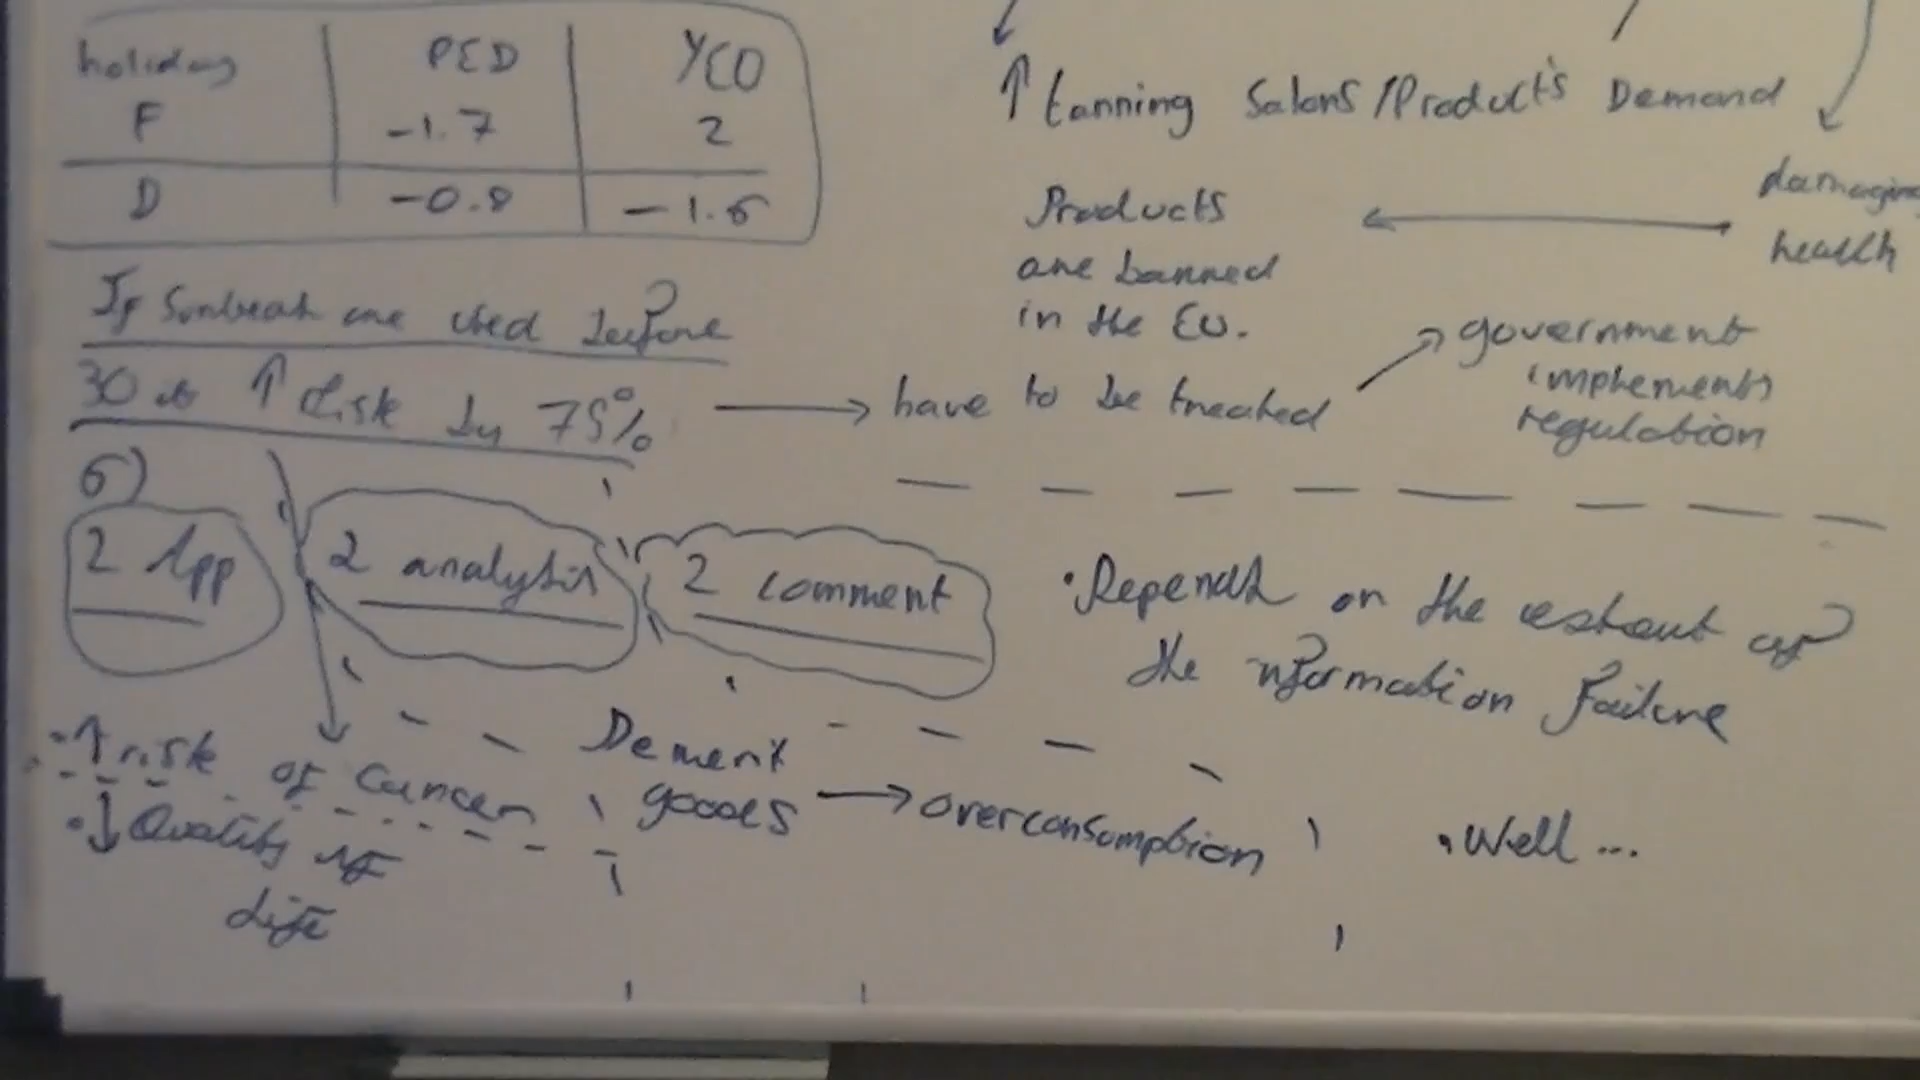 holiday PED YED
F -1.7 2
D -0.8 -1.6
↑ tanning Salons/Products Demand
damaging
health
Products
are banned
in the EU.
If Sunbeds are used before
30 it ↑ Risk by 75% → have to be treated
government
implements
regulation
6)
2 App 2 analysis 2 comment
• Depends on the extent of
the information failure
• ↑ risk of Cancer
• ↓ Quality of
Life
Demerit
goods → overconsumption
• Well ...